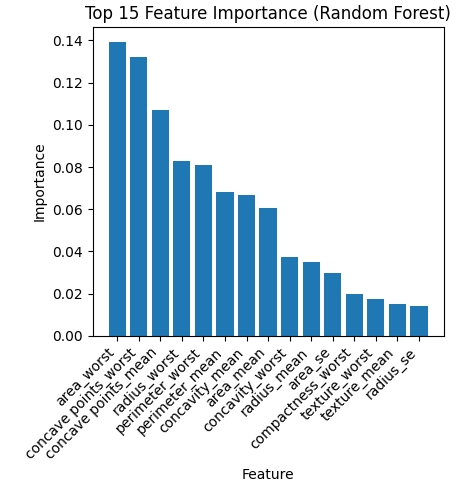 Top 15 Feature Importance (Random Forest)
Importance
0.14
0.12
0.10
0.08
0.06
0.04
0.02
0.00
area_worst
concave points_worst
concave points_mean
radius_worst
perimeter_worst
perimeter_mean
concavity_mean
area_mean
concavity_worst
radius_mean
area_se
compactness_worst
texture_worst
texture_mean
radius_se
Feature